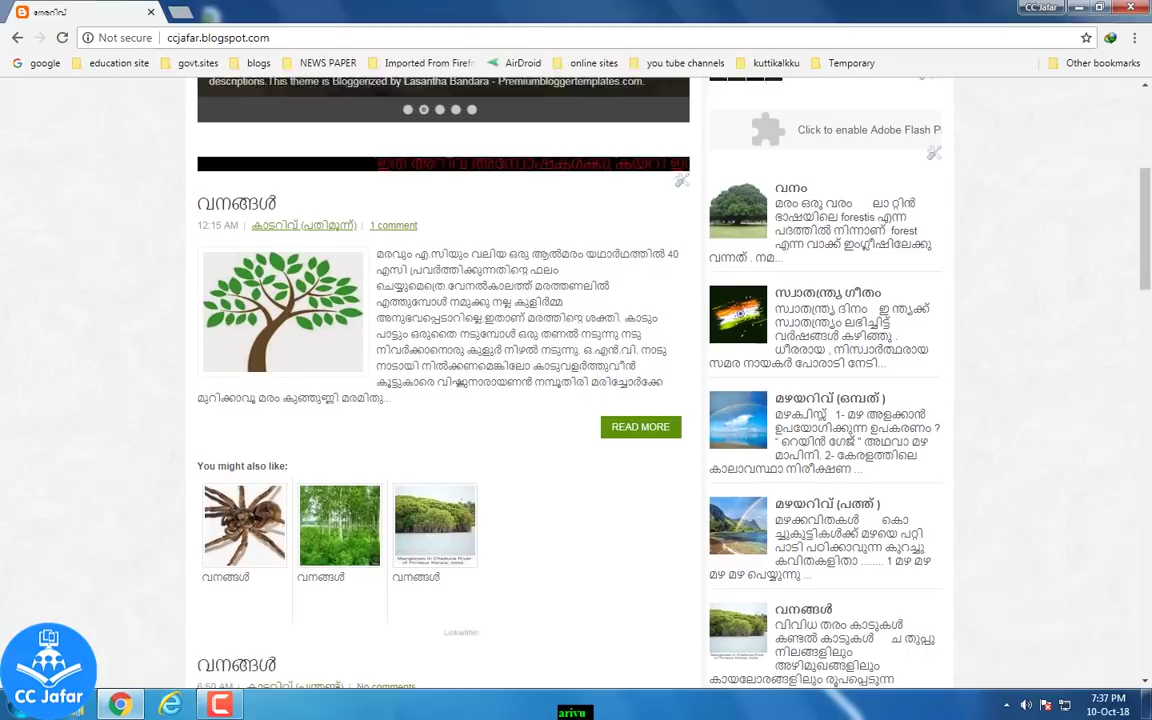 നേരറിവ്
CC Jafar
Not secure
ccjafar.blogspot.com
google
education site
govt.sites
blogs
NEWS PAPER
Imported From Firef
AirDroid
online sites
you tube channels
kuttikalkku
Temporary
Other bookmarks
descriptions.This theme is Bloggerized by Lasantha Bandara - Premiumbloggertemplates.com.
വനങ്ങൾ
12:15 AM | കാടറിവ് (പതിമൂന്ന്) | 1 comment
മരവും എ.സിയും വലിയ ഒരു ആൽമരം യഥാർഥത്തിൽ 40
എസി പ്രവർത്തിക്കുന്നതിന്റെ ഫലം
ചെയ്യുമെത്രെ.വേനൽകാലത്ത് മരത്തണലിൽ
എത്തുമ്പോൾ നമുക്കു നല്ല കുളിർമ്മ
അനുഭവപ്പെടാറില്ലെ.ഇതാണ് മരത്തിന്റെ ശക്തി. കാടും
പാട്ടും ഒരുതൈ നടുമ്പോൾ ഒരു തണൽ നടുന്നു നടു
നിവർക്കാനൊരു കുളുർ നിഴൽ നടുന്നു. ഒ.എൻ.വി. നാടു
നാടായി നിൽക്കണമെങ്കിലോ കാടുവളർത്തുവീൻ
കൂട്ടുകാരെ വിഷ്ണുനാരായണൻ നമ്പൂതിരി മരിച്ചോർക്കേ
മുറിക്കാവൂ മരം കുഞ്ഞുണ്ണി മരമിതു...
READ MORE
You might also like:
വനങ്ങൾ
വനങ്ങൾ
വനങ്ങൾ
Linkwithin
വനങ്ങൾ
6:50 AM
No comments
Click to enable Adobe Flash P
വനം
മരം ഒരു വരം ലാ റ്റിൻ
ഭാഷയിലെ forestis എന്ന
പദത്തിൽ നിന്നാണ് forest
എന്ന വാക്ക് ഇംഗ്ലീഷിലേക്കു
വന്നത് . നമ...
സ്വാതന്ത്ര്യ ഗീതം
സ്വാതന്ത്ര്യ ദിനം ഇ ന്ത്യക്ക്
സ്വാതന്ത്ര്യം ലഭിച്ചിട്ട്
വർഷങ്ങൾ കഴിഞ്ഞു .
ധീരരായ , നിസ്വാർത്ഥരായ
സമര നായകർ പോരാടി നേടി...
മഴയറിവ് (ഒമ്പത് )
മഴക്വിസ്സ് 1- മഴ അളക്കാൻ
ഉപയോഗിക്കുന്ന ഉപകരണം ?
“ റെയിൻ ഗേജ് " അഥവാ മഴ
മാപിനി. 2- കേരളത്തിലെ
കാലാവസ്ഥാ നിരീക്ഷണ ...
മഴയറിവ് (പത്ത് )
മഴക്കവിതകൾ കൊ
ച്ചുകുട്ടികൾക്ക് മഴയെ പറ്റി
പാടി പഠിക്കാവുന്ന കുറച്ചു
കവിതകളിതാ ........ 1 മഴ മഴ
മഴ മഴ പെയ്യുന്നു ...
വനങ്ങൾ
വിവിധ തരം കാടുകൾ
കണ്ടൽ കാടുകൾ ച തുപ്പു
നിലങ്ങളിലും
അഴിമുഖങ്ങളിലും
കായലോരങ്ങളിലും രൂപപ്പെടുന്ന
CC Jafar
arivu
7:37 PM
10-Oct-18